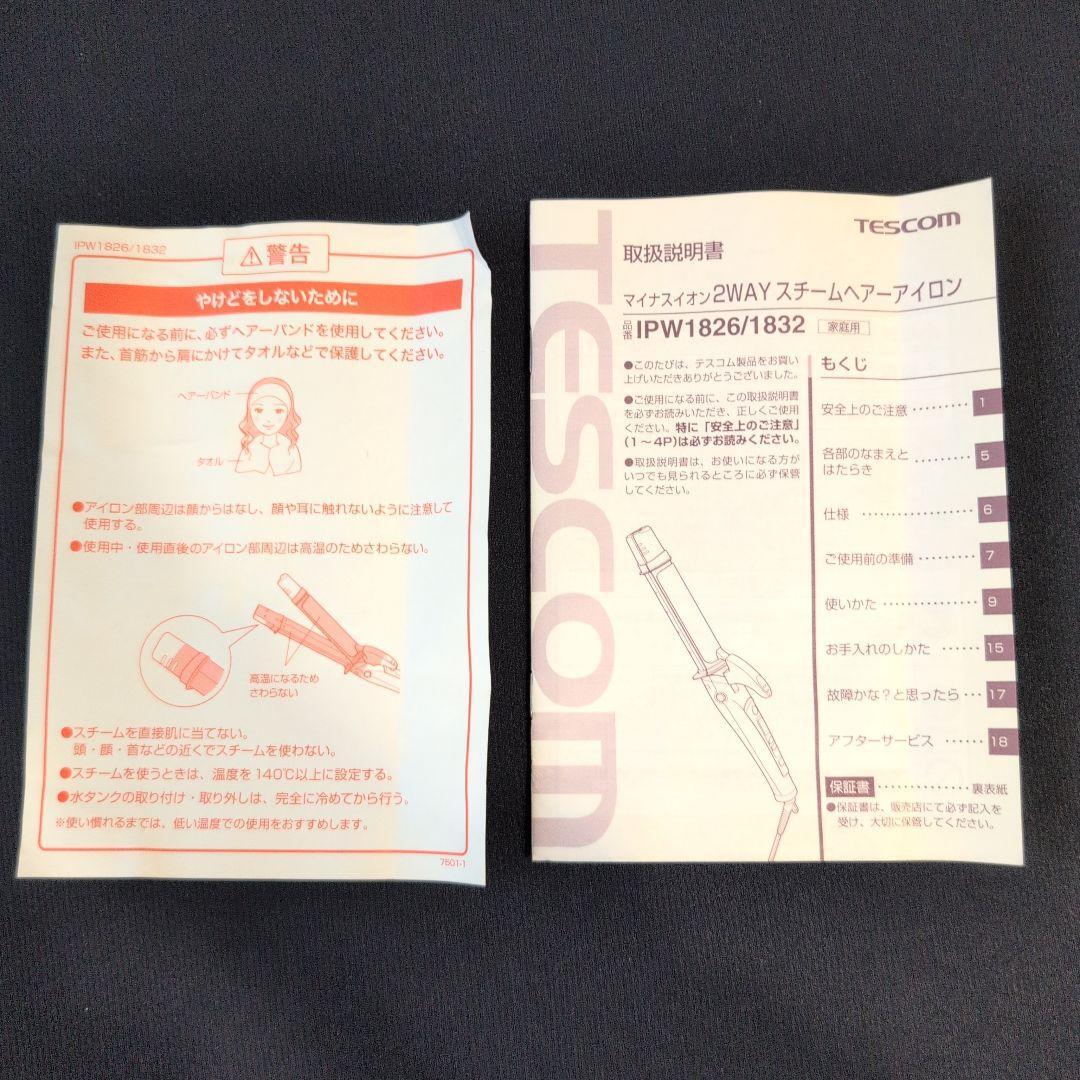 IPW1826/1832
⚠警告
やけどをしないために
ご使用になる前に、必ずヘアーバンドを使用してください。
また、首筋から肩にかけてタオルなどで保護してください。
ヘアーバンド
タオル
●アイロン部周辺は顔からはなし、顔や耳に触れないように注意して
使用する。
●使用中・使用直後のアイロン部周辺は高温のためさわらない。
高温になるため
さわらない
●スチームを直接肌に当てない。
頭・顔・首などの近くでスチームを使わない。
●スチームを使うときは、温度を140℃以上に設定する。
●水タンクの取り付け・取り外しは、完全に冷めてから行う。
※使い慣れるまでは、低い温度での使用をおすすめします。
7501-1
TESCOM
TESCOM
取扱説明書
マイナスイオン2WAYスチームヘアーアイロン
品番 IPW1826/1832 家庭用
●このたびは、テスコム製品をお買い
上げいただきありがとうございました。
●ご使用になる前に、この取扱説明書
を必ずお読みいただき、正しくご使用
ください。特に「安全上のご注意」
(1〜4P)は必ずお読みください。
●取扱説明書は、お使いになる方が
いつでも見られるところに必ず保管
してください。
もくじ
安全上のご注意 ········· 1
各部のなまえと
はたらき ········· 5
仕様 ················ 6
ご使用前の準備 ········· 7
使いかた ·············· 9
お手入れのしかた ······ 15
故障かな?と思ったら ··· 17
アフターサービス ······ 18
保証書 ················ 裏表紙
●保証書は、販売店にて必ず記入を
受け、大切に保管してください。